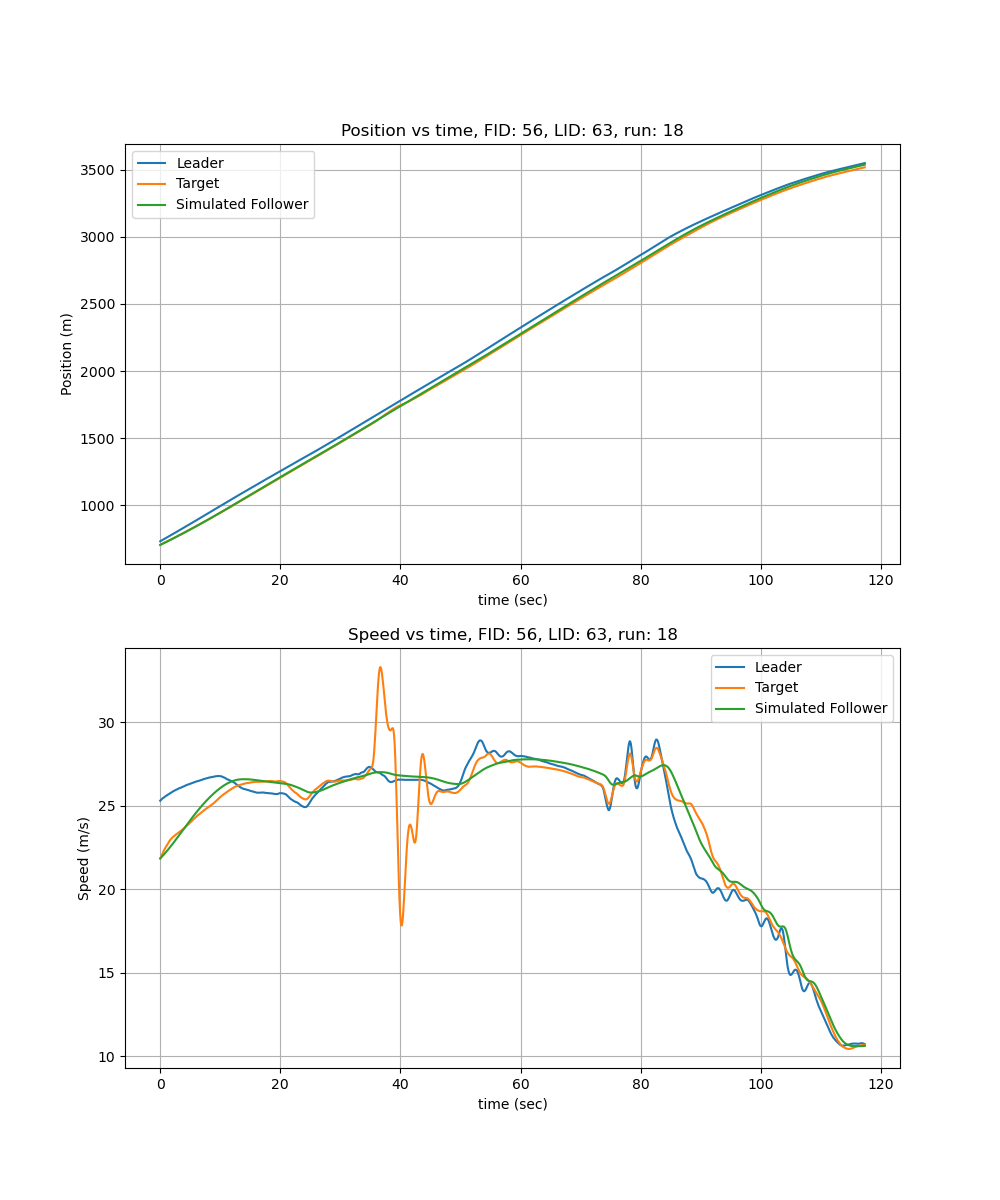 Position vs time, FID: 56, LID: 63, run: 18
Leader
Target
Simulated Follower
3500
3000
2500
2000
1500
1000
Position (m)
0 20 40 60 80 100 120
time (sec)
Speed vs time, FID: 56, LID: 63, run: 18
Leader
Target
Simulated Follower
30
25
20
15
10
Speed (m/s)
0 20 40 60 80 100 120
time (sec)